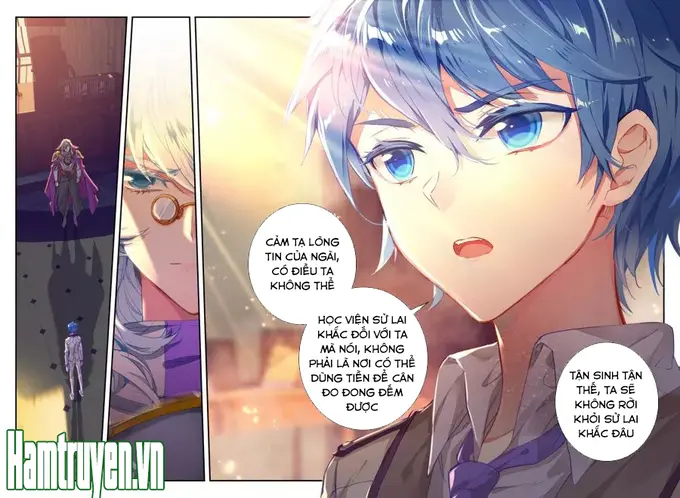 CẢM TẠ LÒNG
TIN CỦA NGÀI,
CÓ ĐIỀU TA
KHÔNG THỂ
HỌC VIỆN SỬ LAI
KHẮC ĐỐI VỚI TA
MÀ NÓI, KHÔNG
PHẢI LÀ NƠI CÓ THỂ
DÙNG TIỀN ĐỂ CÂN
ĐO ĐONG ĐẾM
ĐƯỢC
TẬN SINH TẬN
THẾ, TA SẼ
KHÔNG RỜI
KHỎI SỬ LAI
KHẮC ĐÂU
Hamtruyen.vn